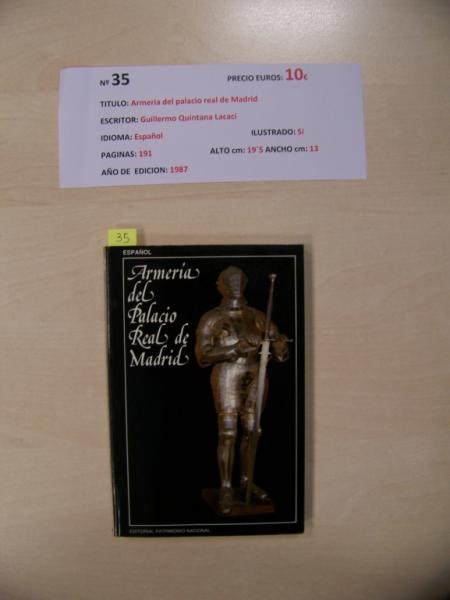 Nº 35 PRECIO EUROS: 10€
TITULO: Armeria del palacio real de Madrid
ESCRITOR: Guillermo Quintana Lacaci
IDIOMA: Español ILUSTRADO: Si
PAGINAS: 191 ALTO cm: 19´5 ANCHO cm: 13
AÑO DE EDICION: 1987
35
ESPAÑOL
Armería
del
Palacio
Real de
Madrid
EDITORIAL PATRIMONIO NACIONAL